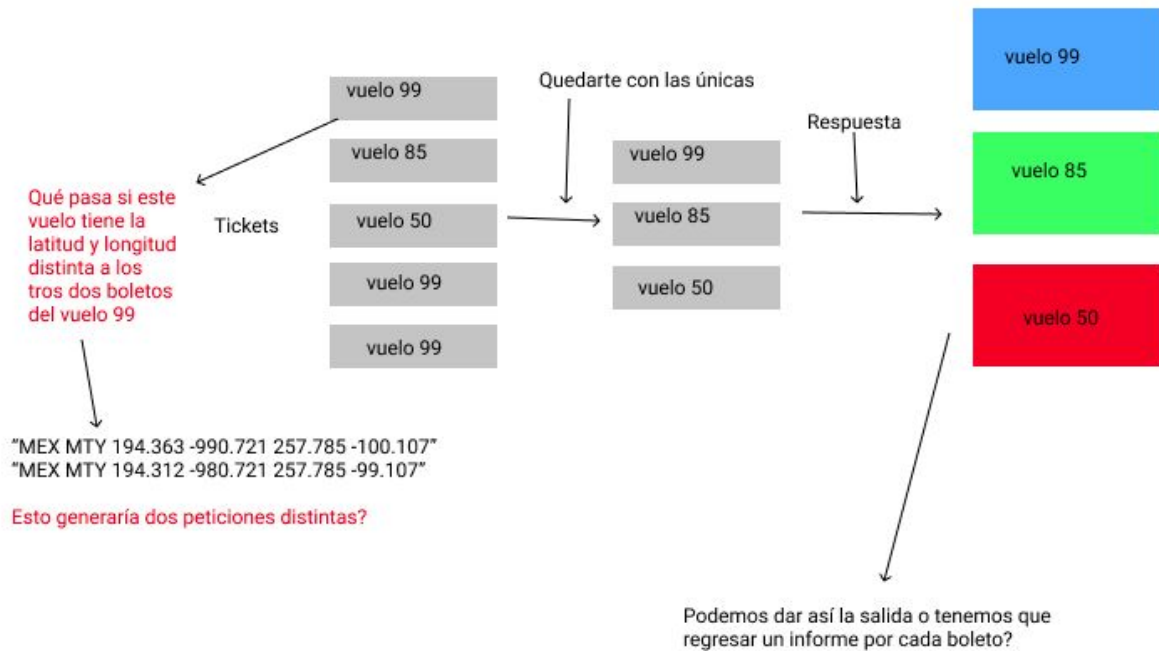 vuelo 99
vuelo 85
vuelo 50
vuelo 99
vuelo 99
Tickets
Qué pasa si este
vuelo tiene la
latitud y longitud
distinta a los
tros dos boletos
del vuelo 99
“MEX MTY 194.363 -990.721 257.785 -100.107”
“MEX MTY 194.312 -980.721 257.785 -99.107”
Esto generaría dos peticiones distintas?
Quedarte con las únicas
vuelo 99
vuelo 85
vuelo 50
Respuesta
vuelo 99
vuelo 85
vuelo 50
Podemos dar así la salida o tenemos que
regresar un informe por cada boleto?